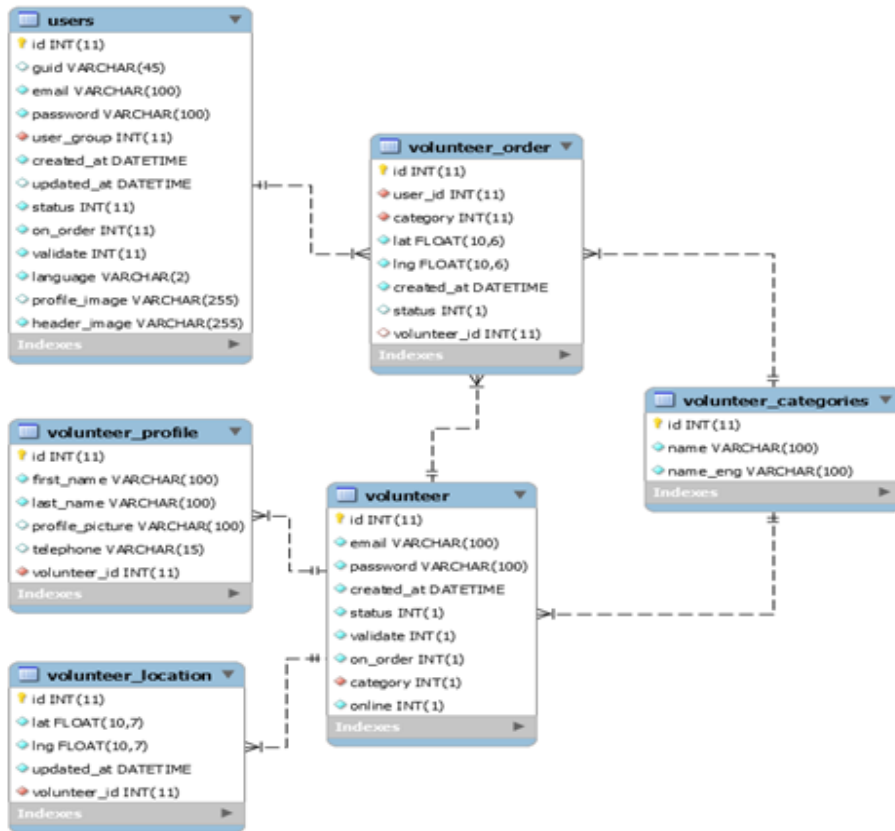 users
id INT(11)
guid VARCHAR(45)
email VARCHAR(100)
password VARCHAR(100)
user_group INT(11)
created_at DATETIME
updated_at DATETIME
status INT(11)
on_order INT(11)
validate INT(11)
language VARCHAR(2)
profile_image VARCHAR(255)
header_image VARCHAR(255)
Indexes
volunteer_order
id INT(11)
user_id INT(11)
category INT(11)
lat FLOAT(10,6)
lng FLOAT(10,6)
created_at DATETIME
status INT(1)
volunteer_id INT(11)
Indexes
volunteer_categories
id INT(11)
name VARCHAR(100)
name_eng VARCHAR(100)
Indexes
volunteer_profile
id INT(11)
first_name VARCHAR(100)
last_name VARCHAR(100)
profile_picture VARCHAR(100)
telephone VARCHAR(15)
volunteer_id INT(11)
Indexes
volunteer
id INT(11)
email VARCHAR(100)
password VARCHAR(100)
created_at DATETIME
status INT(1)
validate INT(1)
on_order INT(1)
category INT(1)
online INT(1)
Indexes
volunteer_location
id INT(11)
lat FLOAT(10,7)
lng FLOAT(10,7)
updated_at DATETIME
volunteer_id INT(11)
Indexes